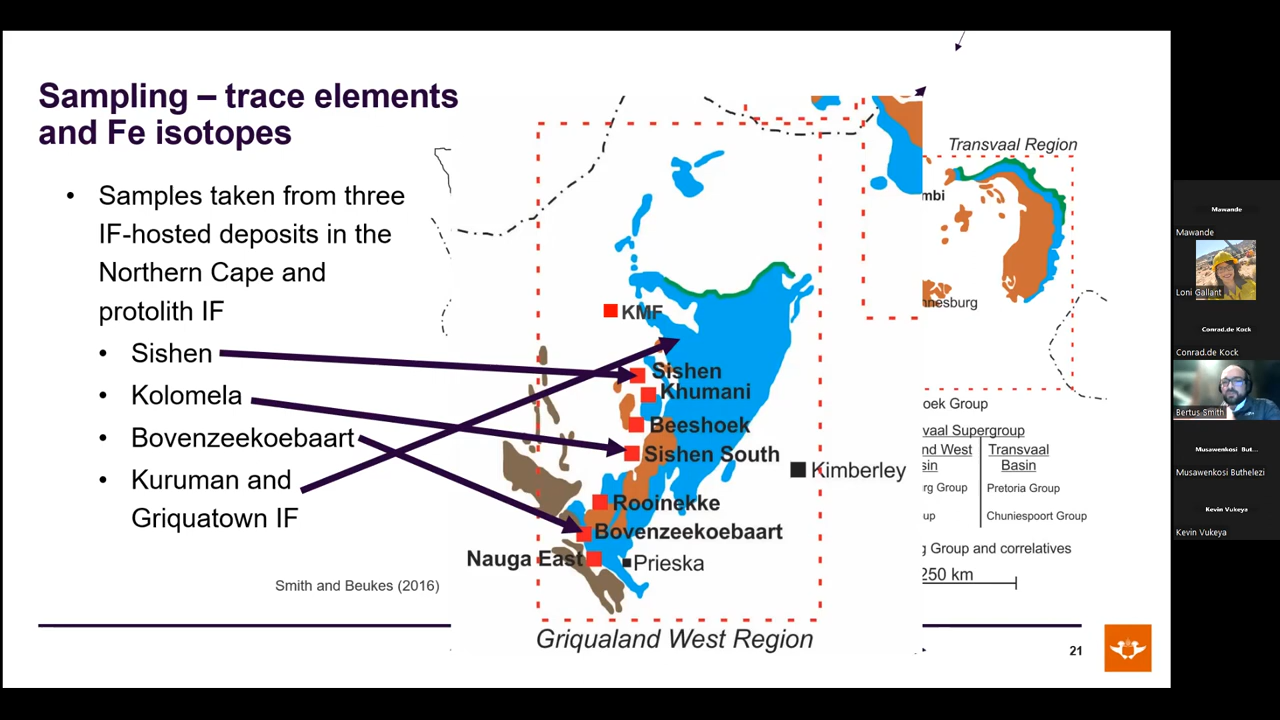 Sampling – trace elements
and Fe isotopes
• Samples taken from three
IF-hosted deposits in the
Northern Cape and
protolith IF
• Sishen
• Kolomela
• Bovenzeekoebaart
• Kuruman and
Griquatown IF
Smith and Beukes (2016)
KMF
Sishen
Khumani
Beeshoek
Sishen South
Kimberley
Rooinekke
Bovenzeekoebaart
Nauga East
Prieska
Griqualand West Region
Transvaal Region
mbi
nnesburg
oek Group
vaal Supergroup
nd West
sin
Transvaal
Basin
rg Group
Pretoria Group
up
Chuniespoort Group
g Group and correlatives
250 km
21
Mawande
Mawande
Loni Gallant
Conrad.de Kock
Conrad.de Kock
Bertus Smith
Musawenkosi But...
Musawenkosi Buthelezi
Kevin Vukeya
Kevin Vukeya